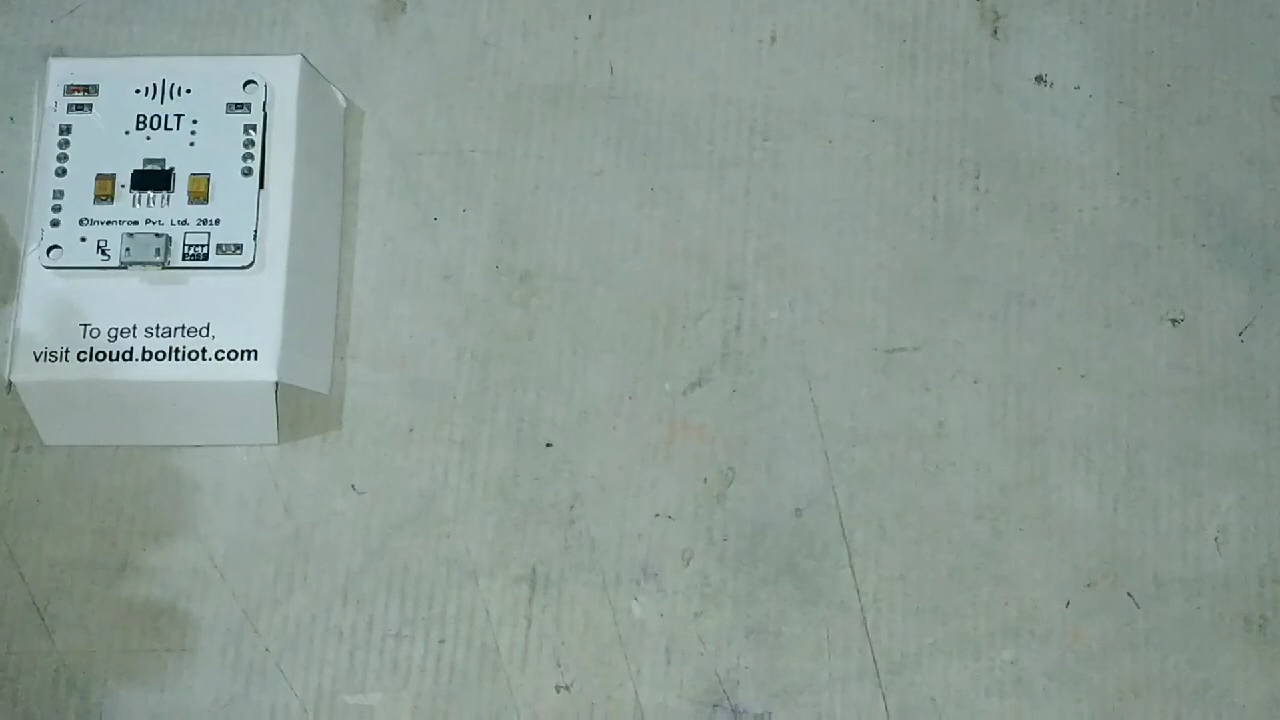 BOLT
©Inventrom Pvt. Ltd. 2018
To get started,
visit cloud.boltiot.com